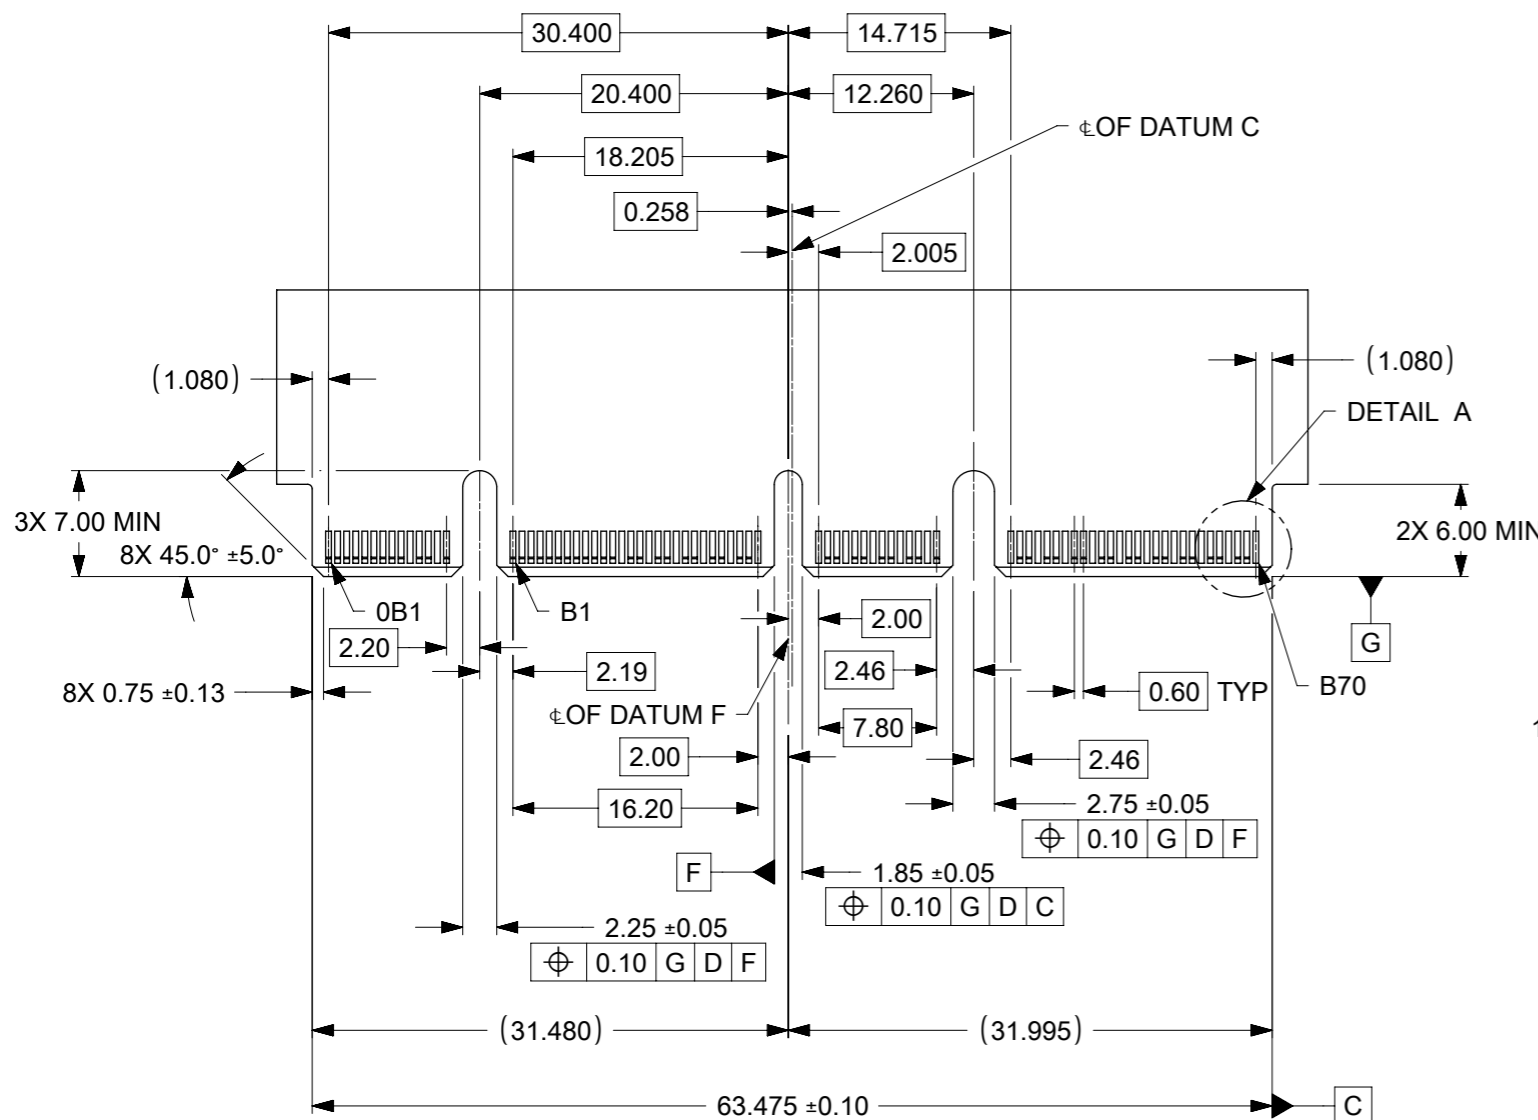 30.400
14.715
20.400
12.260
℄OF DATUM C
18.205
0.258
2.005
(1.080)
(1.080)
DETAIL A
3X 7.00 MIN
8X 45.0° ±5.0°
2X 6.00 MIN
0B1
B1
2.00
G
2.20
2.19
2.46
0.60 TYP
B70
8X 0.75 ±0.13
℄OF DATUM F
7.80
2.00
2.46
16.20
2.75 ±0.05
⌖ 0.10 G D F
F
1.85 ±0.05
⌖ 0.10 G D C
2.25 ±0.05
⌖ 0.10 G D F
(31.480)
(31.995)
63.475 ±0.10
C